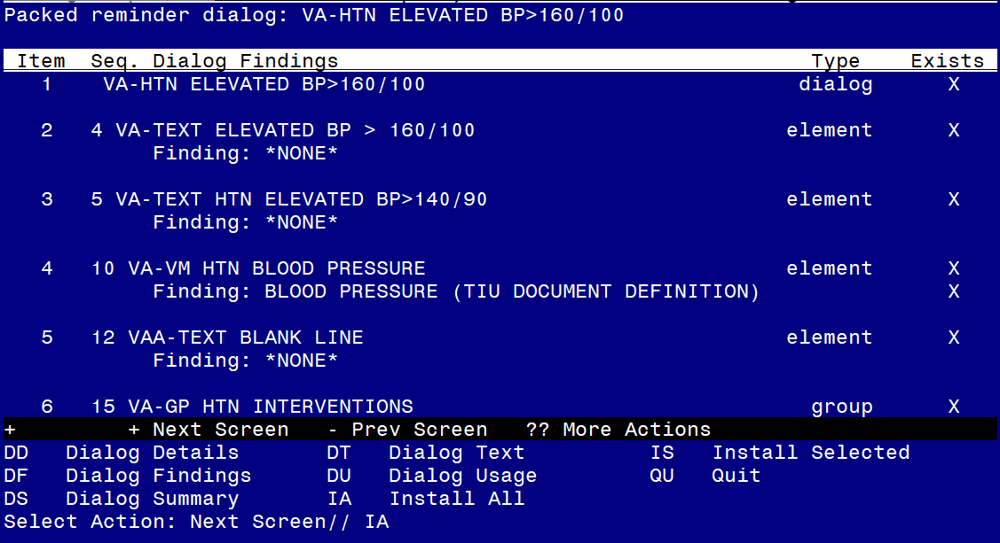 Packed reminder dialog: VA-HTN ELEVATED BP>160/100
Item  Seq. Dialog Findings                                      Type    Exists
1    VA-HTN ELEVATED BP>160/100                              dialog      X
2   4 VA-TEXT ELEVATED BP > 160/100                         element      X
Finding: *NONE*
3   5 VA-TEXT HTN ELEVATED BP>140/90                        element      X
Finding: *NONE*
4   10 VA-VM HTN BLOOD PRESSURE                             element      X
Finding: BLOOD PRESSURE (TIU DOCUMENT DEFINITION)               X
5   12 VAA-TEXT BLANK LINE                                  element      X
Finding: *NONE*
6   15 VA-GP HTN INTERVENTIONS                                group      X
+         + Next Screen   - Prev Screen   ?? More Actions
DD   Dialog Details       DT   Dialog Text          IS   Install Selected
DF   Dialog Findings      DU   Dialog Usage         QU   Quit
DS   Dialog Summary       IA   Install All
Select Action: Next Screen// IA